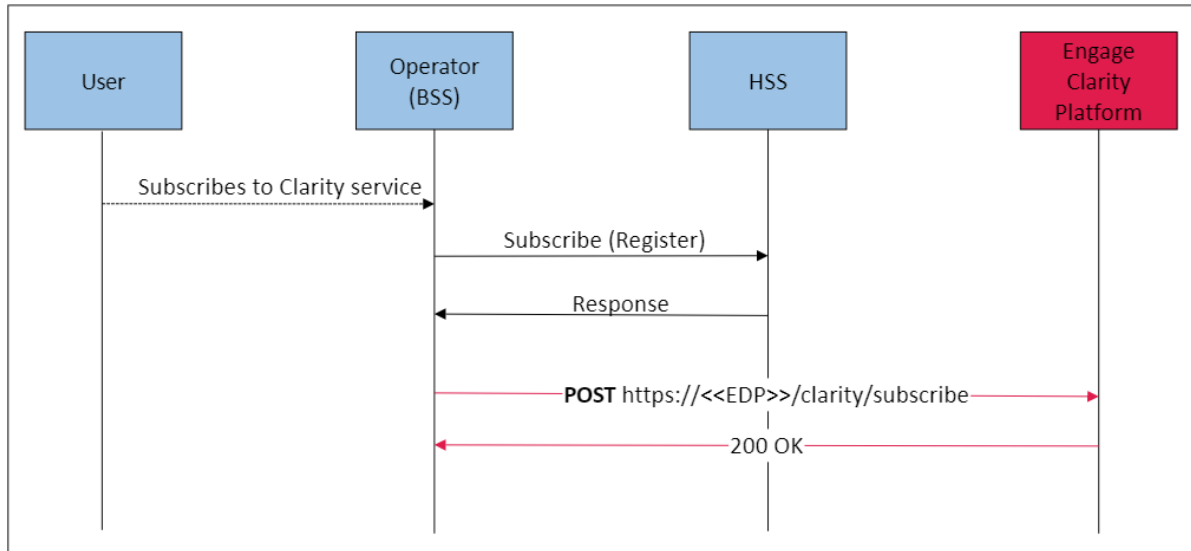 User
Operator
(BSS)
HSS
Engage
Clarity
Platform
Subscribes to Clarity service
Subscribe (Register)
Response
POST https://<<EDP>>/clarity/subscribe
200 OK